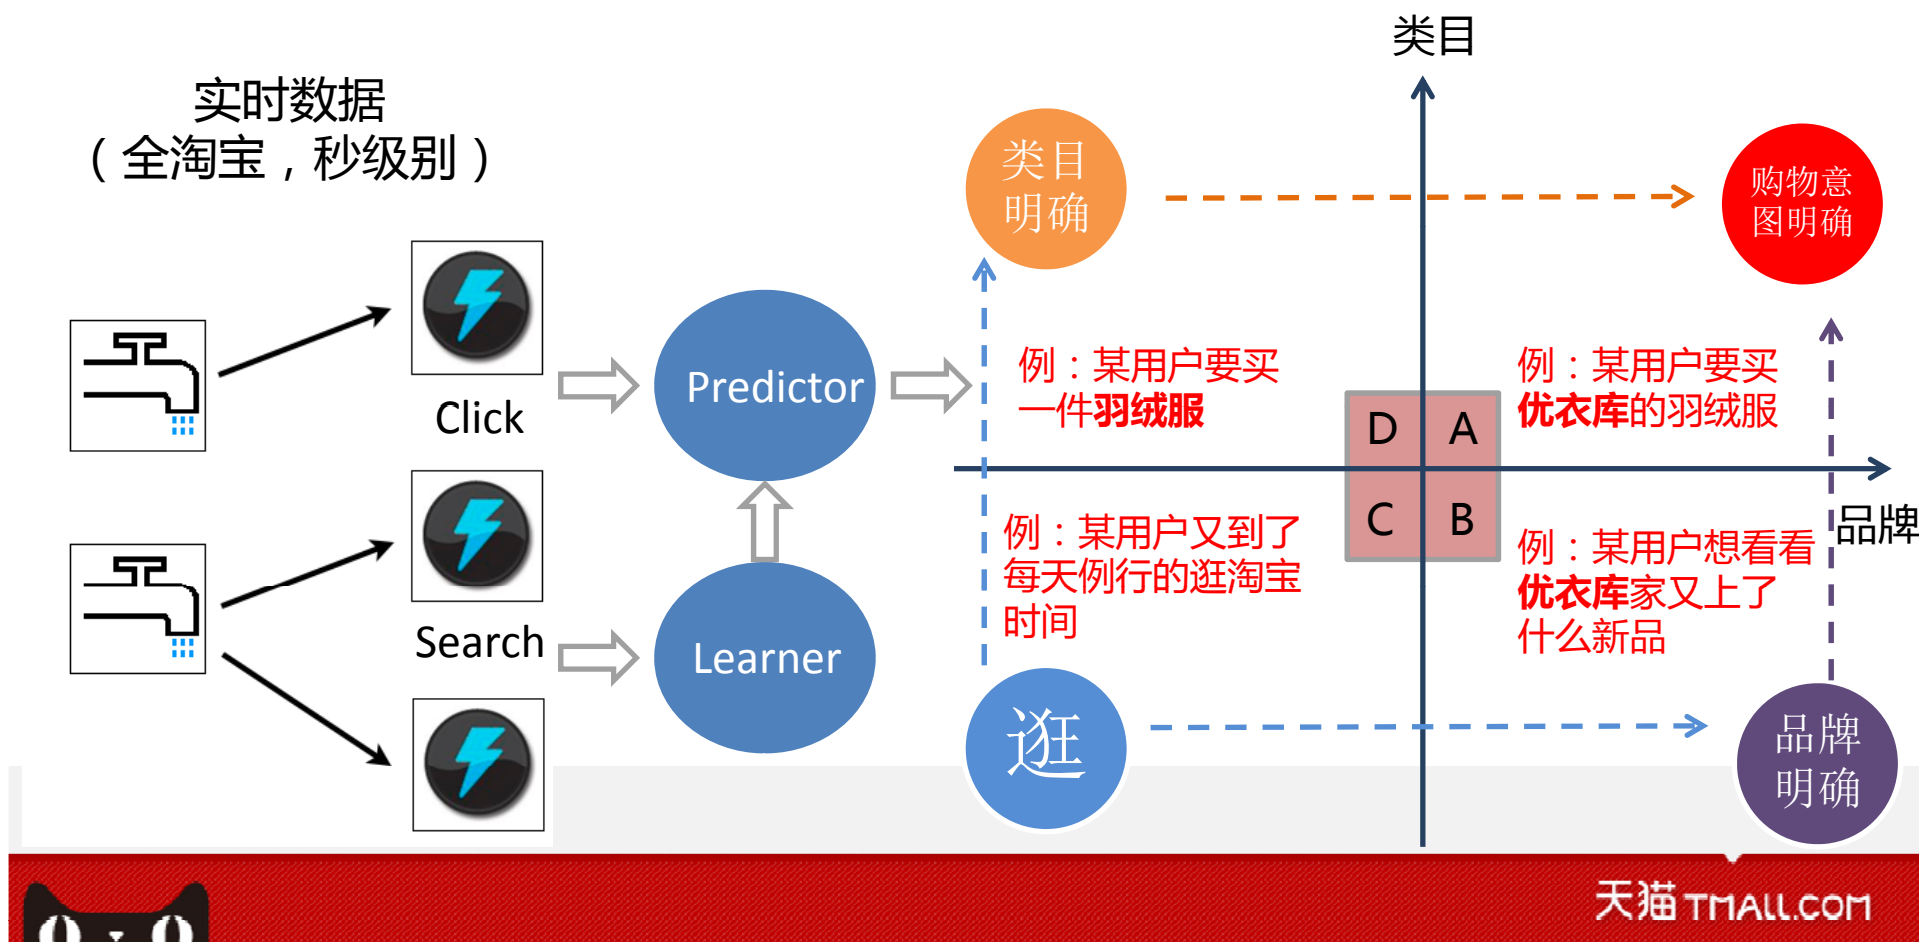 实时数据
（全淘宝，秒级别）
Click
Search
Predictor
Learner
类目
品牌
类目
明确
购物意
图明确
例：某用户要买
一件羽绒服
例：某用户要买
优衣库的羽绒服
D A
C B
例：某用户又到了
每天例行的逛淘宝
时间
例：某用户想看看
优衣库家又上了
什么新品
逛
品牌
明确
天猫 TMALL.COM